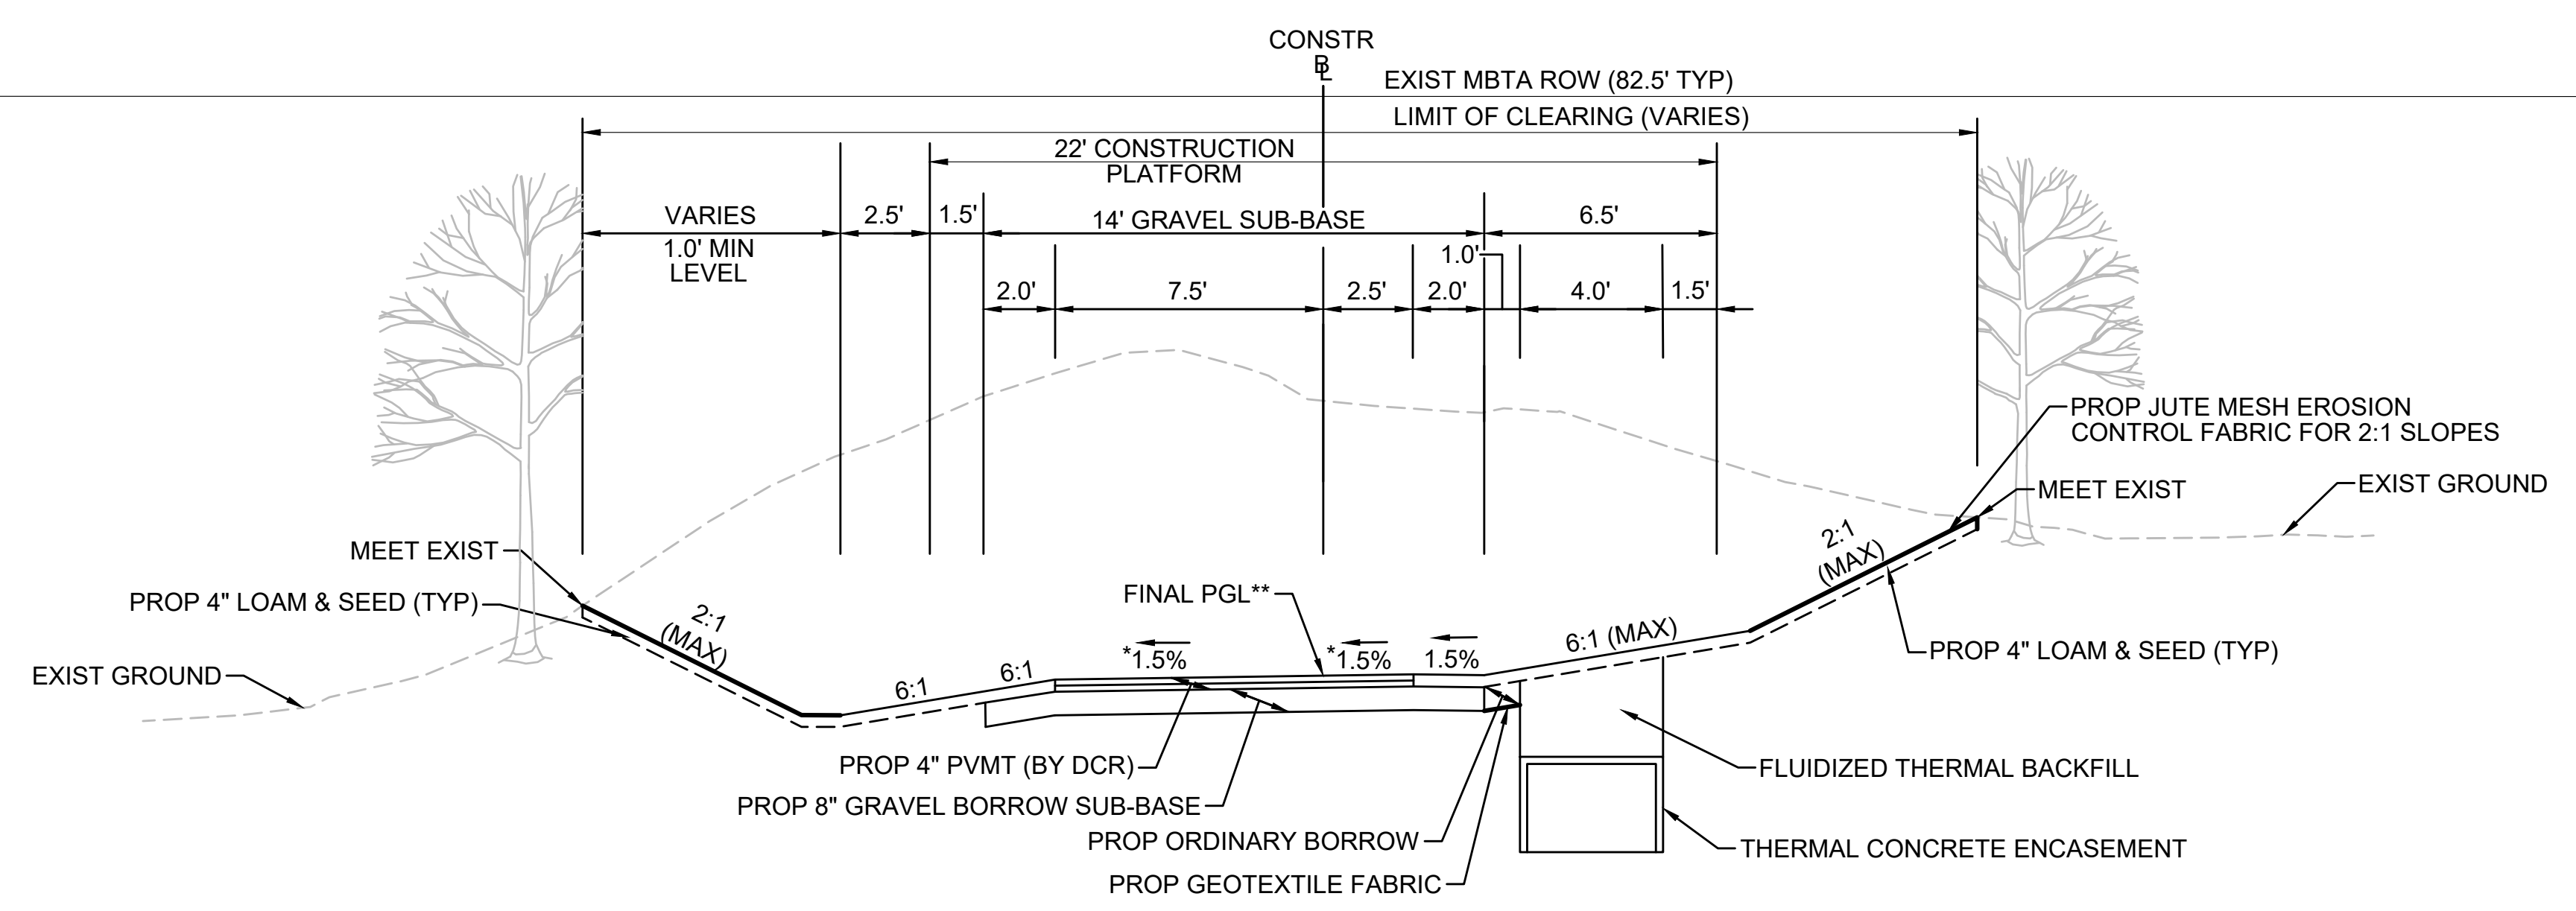 CONSTR
BL
EXIST MBTA ROW (82.5' TYP)
LIMIT OF CLEARING (VARIES)
22' CONSTRUCTION
PLATFORM
VARIES
1.0' MIN
LEVEL
2.5'
1.5'
14' GRAVEL SUB-BASE
6.5'
1.0'
2.0'
7.5'
2.5'
2.0'
4.0'
1.5'
PROP JUTE MESH EROSION
CONTROL FABRIC FOR 2:1 SLOPES
MEET EXIST
EXIST GROUND
MEET EXIST
PROP 4" LOAM & SEED (TYP)
EXIST GROUND
2:1
(MAX)
6:1
6:1
FINAL PGL**
*1.5%
*1.5%
1.5%
6:1 (MAX)
2:1
(MAX)
PROP 4" LOAM & SEED (TYP)
PROP 4" PVMT (BY DCR)
PROP 8" GRAVEL BORROW SUB-BASE
PROP ORDINARY BORROW
PROP GEOTEXTILE FABRIC
FLUIDIZED THERMAL BACKFILL
THERMAL CONCRETE ENCASEMENT